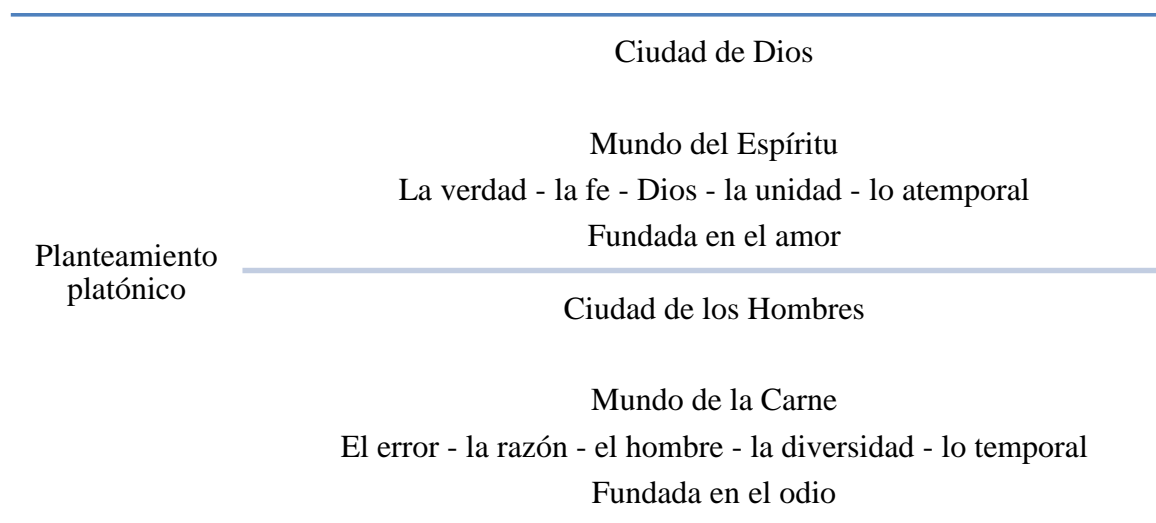 Ciudad de Dios
Mundo del Espíritu
La verdad - la fe - Dios - la unidad - lo atemporal
Fundada en el amor
Planteamiento
platónico
Ciudad de los Hombres
Mundo de la Carne
El error - la razón - el hombre - la diversidad - lo temporal
Fundada en el odio